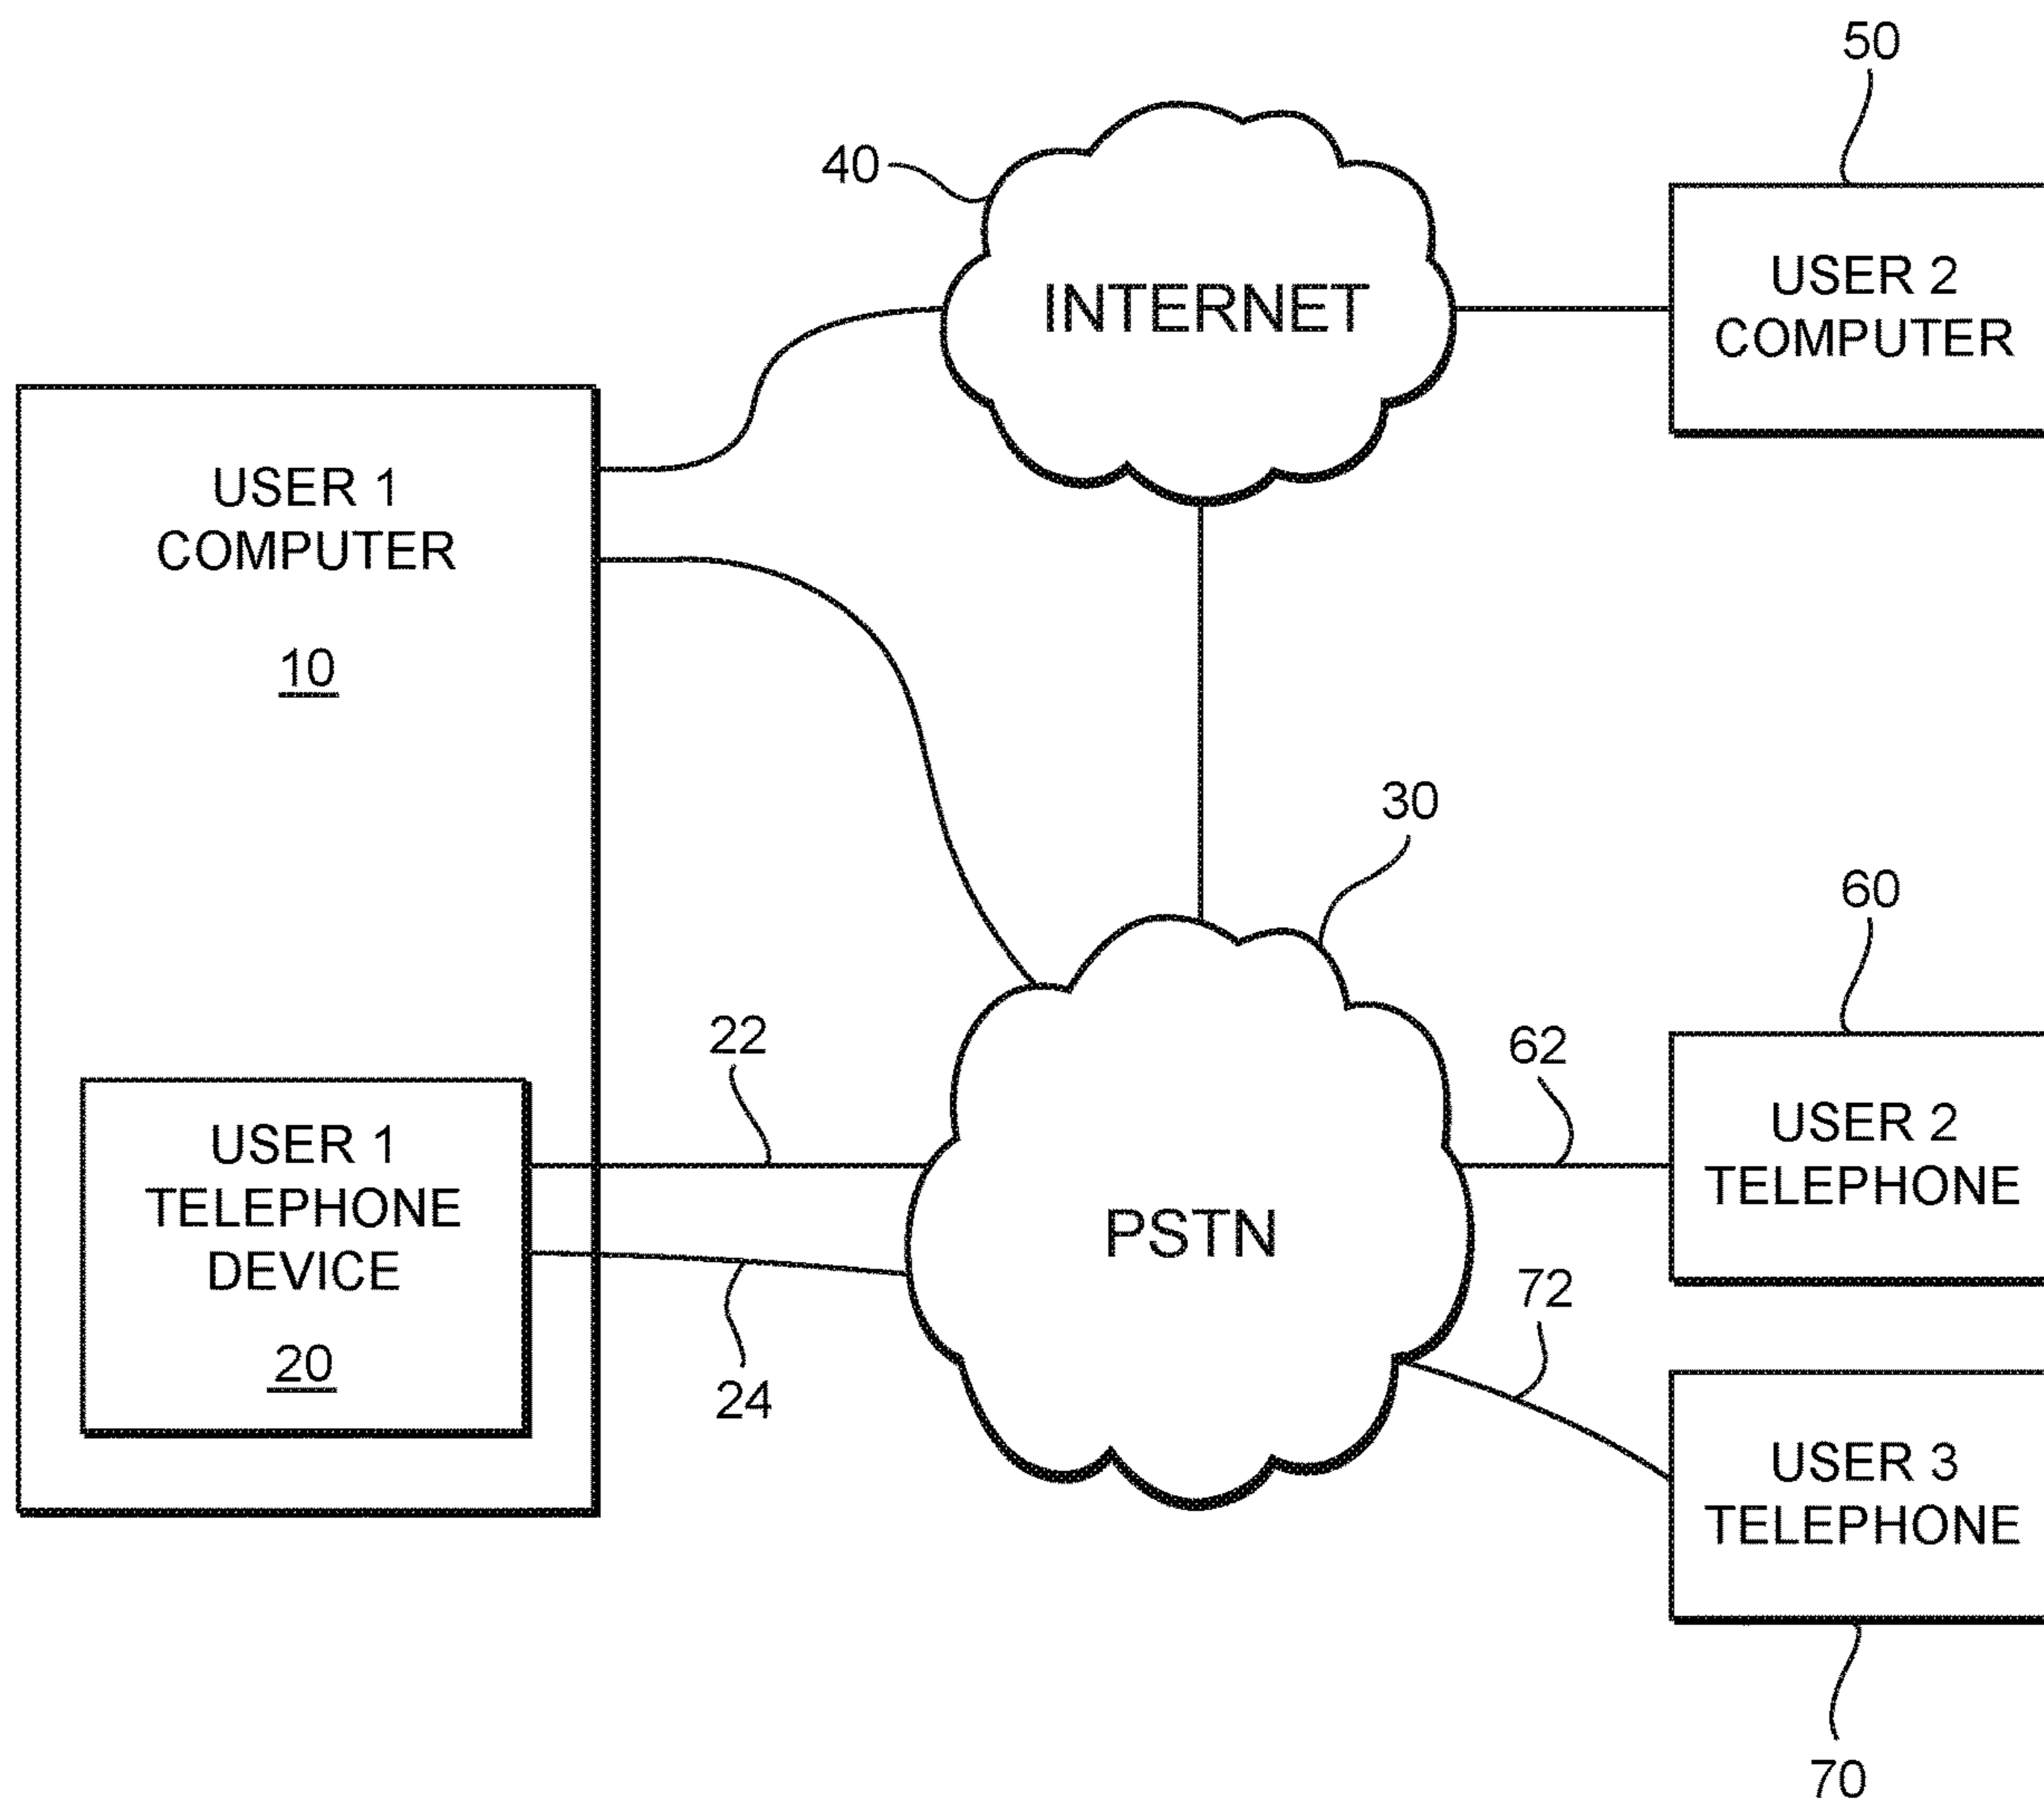 50
40
INTERNET
USER 2
COMPUTER
USER 1
COMPUTER
10
30
60
22
62
USER 2
TELEPHONE
USER 1
TELEPHONE
DEVICE
20
PSTN
24
72
USER 3
TELEPHONE
70